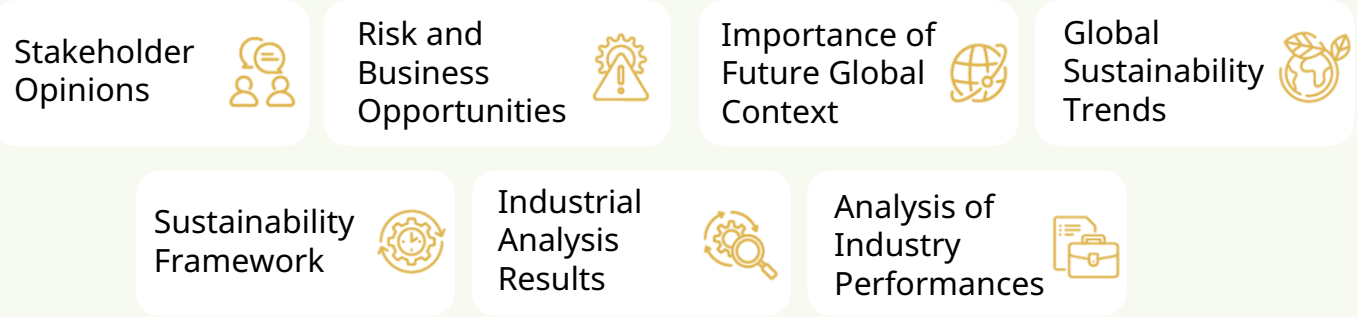 Stakeholder
Opinions
Risk and
Business
Opportunities
Importance of
Future Global
Context
Global
Sustainability
Trends
Sustainability
Framework
Industrial
Analysis
Results
Analysis of
Industry
Performances